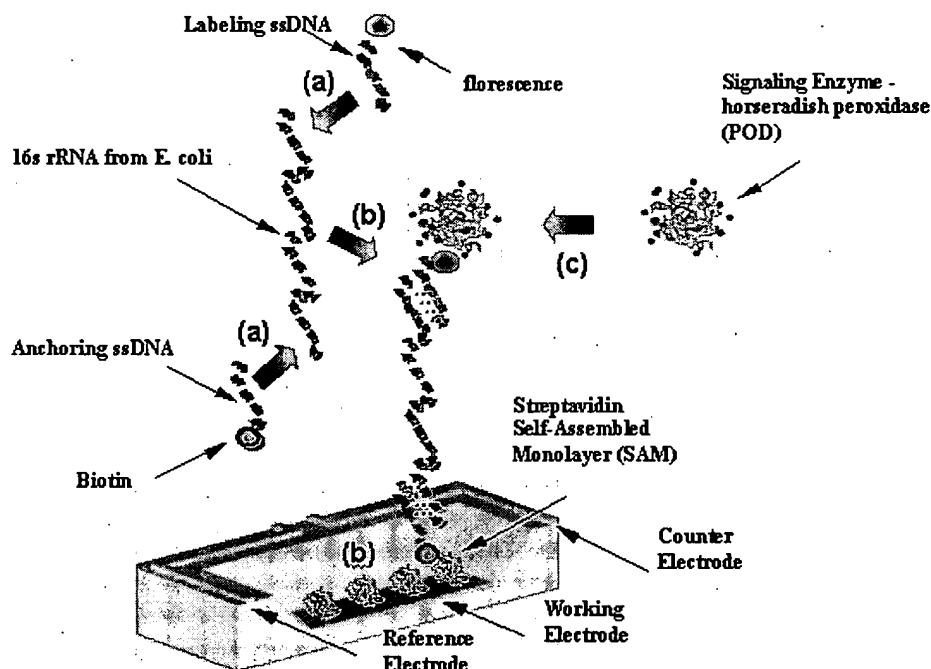 Labeling ssDNA
florescence
(a)
Signaling Enzyme -
horseradish peroxidase
(POD)
16s rRNA from E. coli
(b)
(c)
(a)
Anchoring ssDNA
Biotin
Streptavidin
Self-Assembled
Monolayer (SAM)
(b)
Counter
Electrode
Working
Electrode
Reference
Electrode